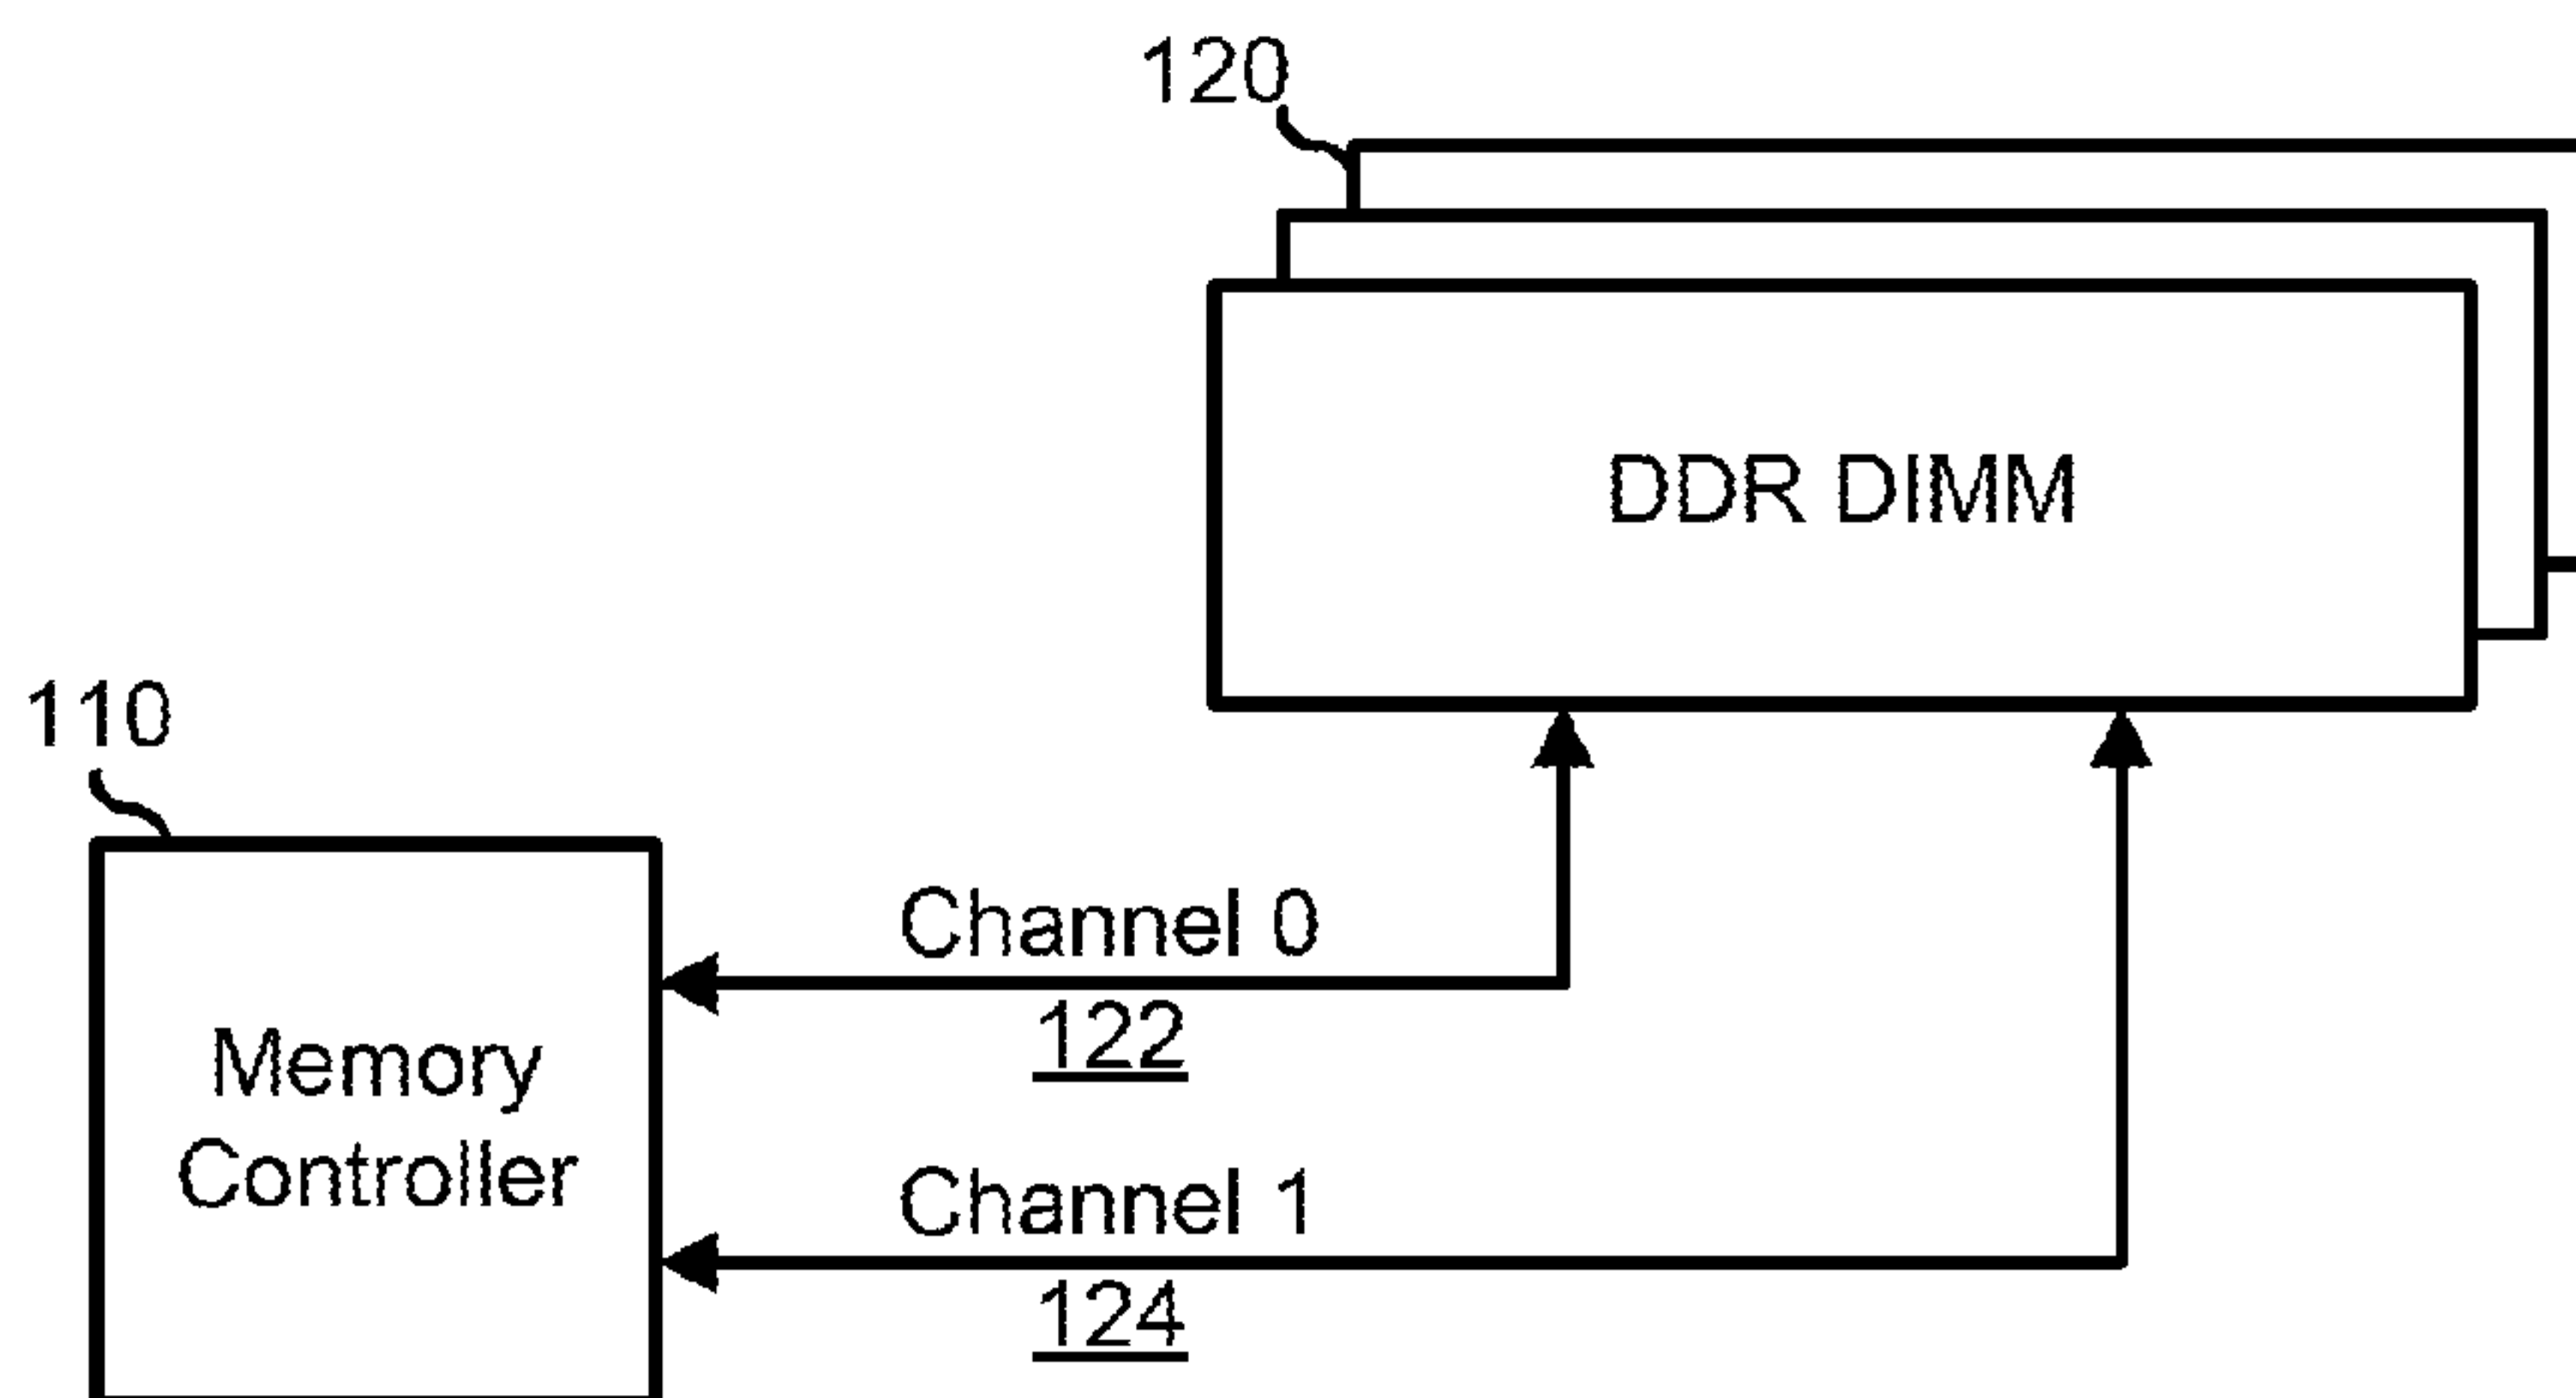 120
DDR DIMM
110
Channel 0
122
Memory
Controller
Channel 1
124